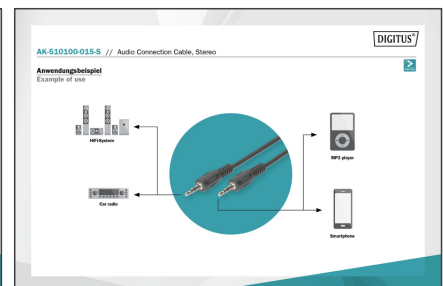 DIGITUS®
AK-510100-015-S // Audio Connection Cable, Stereo
Anwendungsbeispiel
Example of use
HiFi-System
MP3 player
Car radio
Smartphone